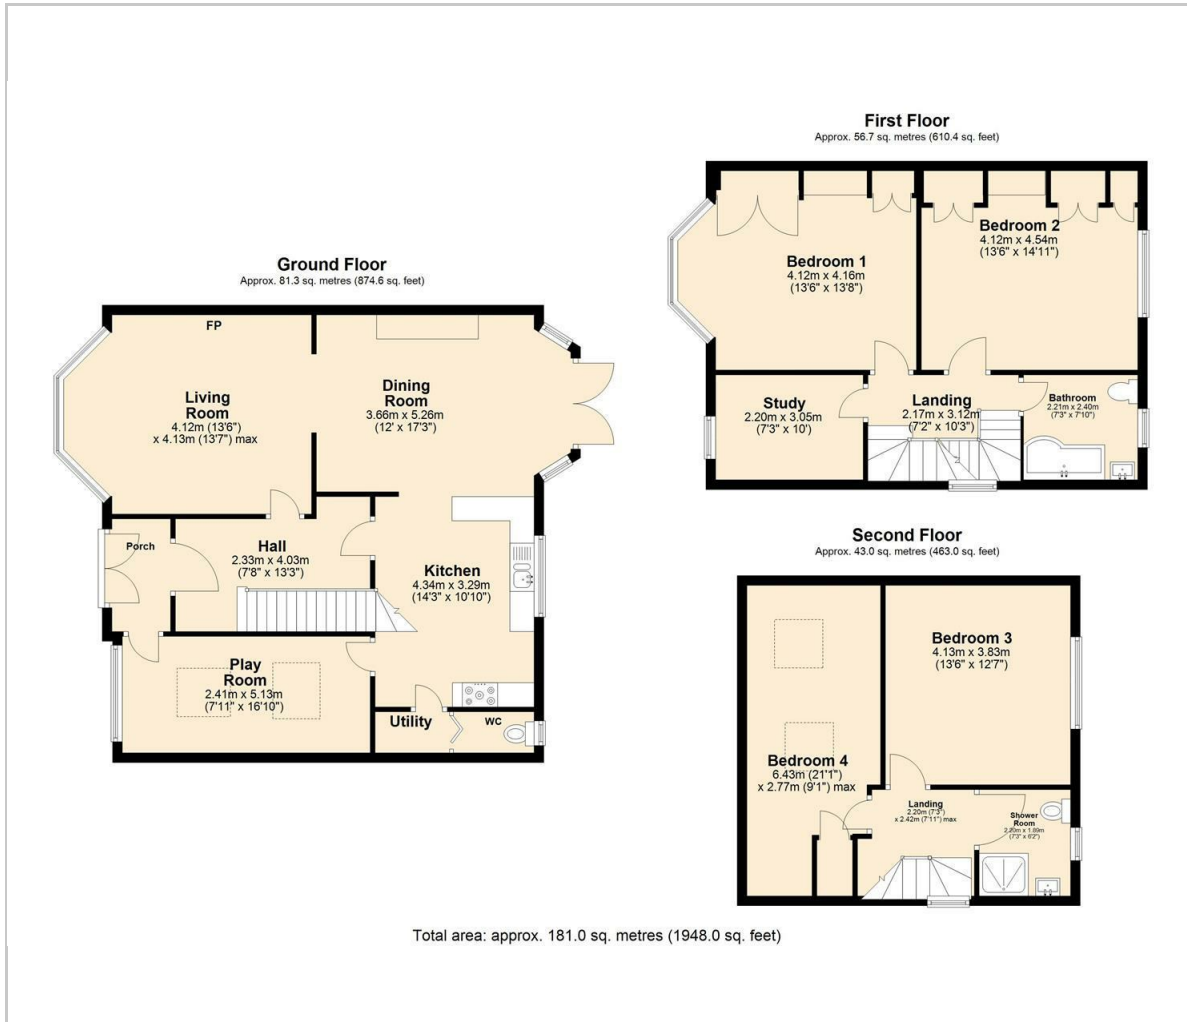 First Floor
Approx. 56.7 sq. metres (610.4 sq. feet)
Bedroom 2
4.12m x 4.54m
(13'6" x 14'11")
Bedroom 1
4.12m x 4.16m
(13'6" x 13'8")
Study
2.20m x 3.05m
(7'3" x 10')
Landing
2.17m x 3.12m
(7'2" x 10'3")
Bathroom
2.21m x 2.40m
(7'3" x 7'10")
Ground Floor
Approx. 81.3 sq. metres (874.6 sq. feet)
FP
Living
Room
4.12m (13'6")
x 4.13m (13'7") max
Dining
Room
3.66m x 5.26m
(12' x 17'3")
Porch
Hall
2.33m x 4.03m
(7'8" x 13'3")
Kitchen
4.34m x 3.29m
(14'3" x 10'10")
Play
Room
2.41m x 5.13m
(7'11" x 16'10")
Utility
WC
Second Floor
Approx. 43.0 sq. metres (463.0 sq. feet)
Bedroom 3
4.13m x 3.83m
(13'6" x 12'7")
Bedroom 4
6.43m (21'1")
x 2.77m (9'1") max
Landing
2.20m (7'3")
x 2.42m (7'11") max
Shower
Room
2.20m x 1.89m
(7'3" x 6'2")
Total area: approx. 181.0 sq. metres (1948.0 sq. feet)